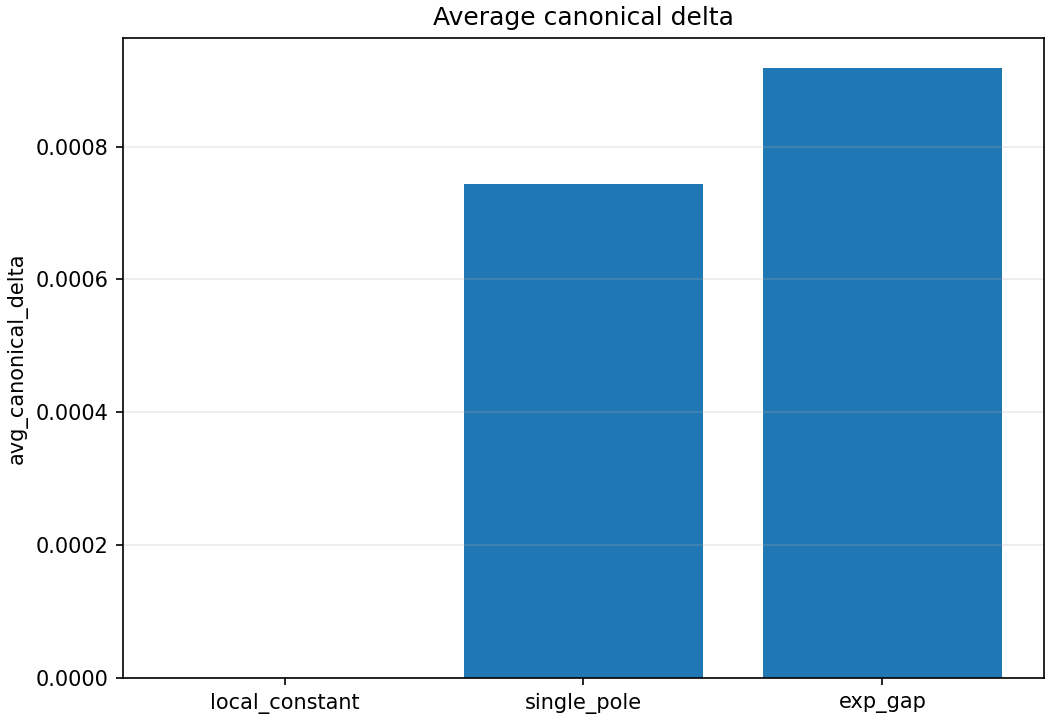 Average canonical delta
avg_canonical_delta
0.0008
0.0006
0.0004
0.0002
0.0000
local_constant single_pole exp_gap